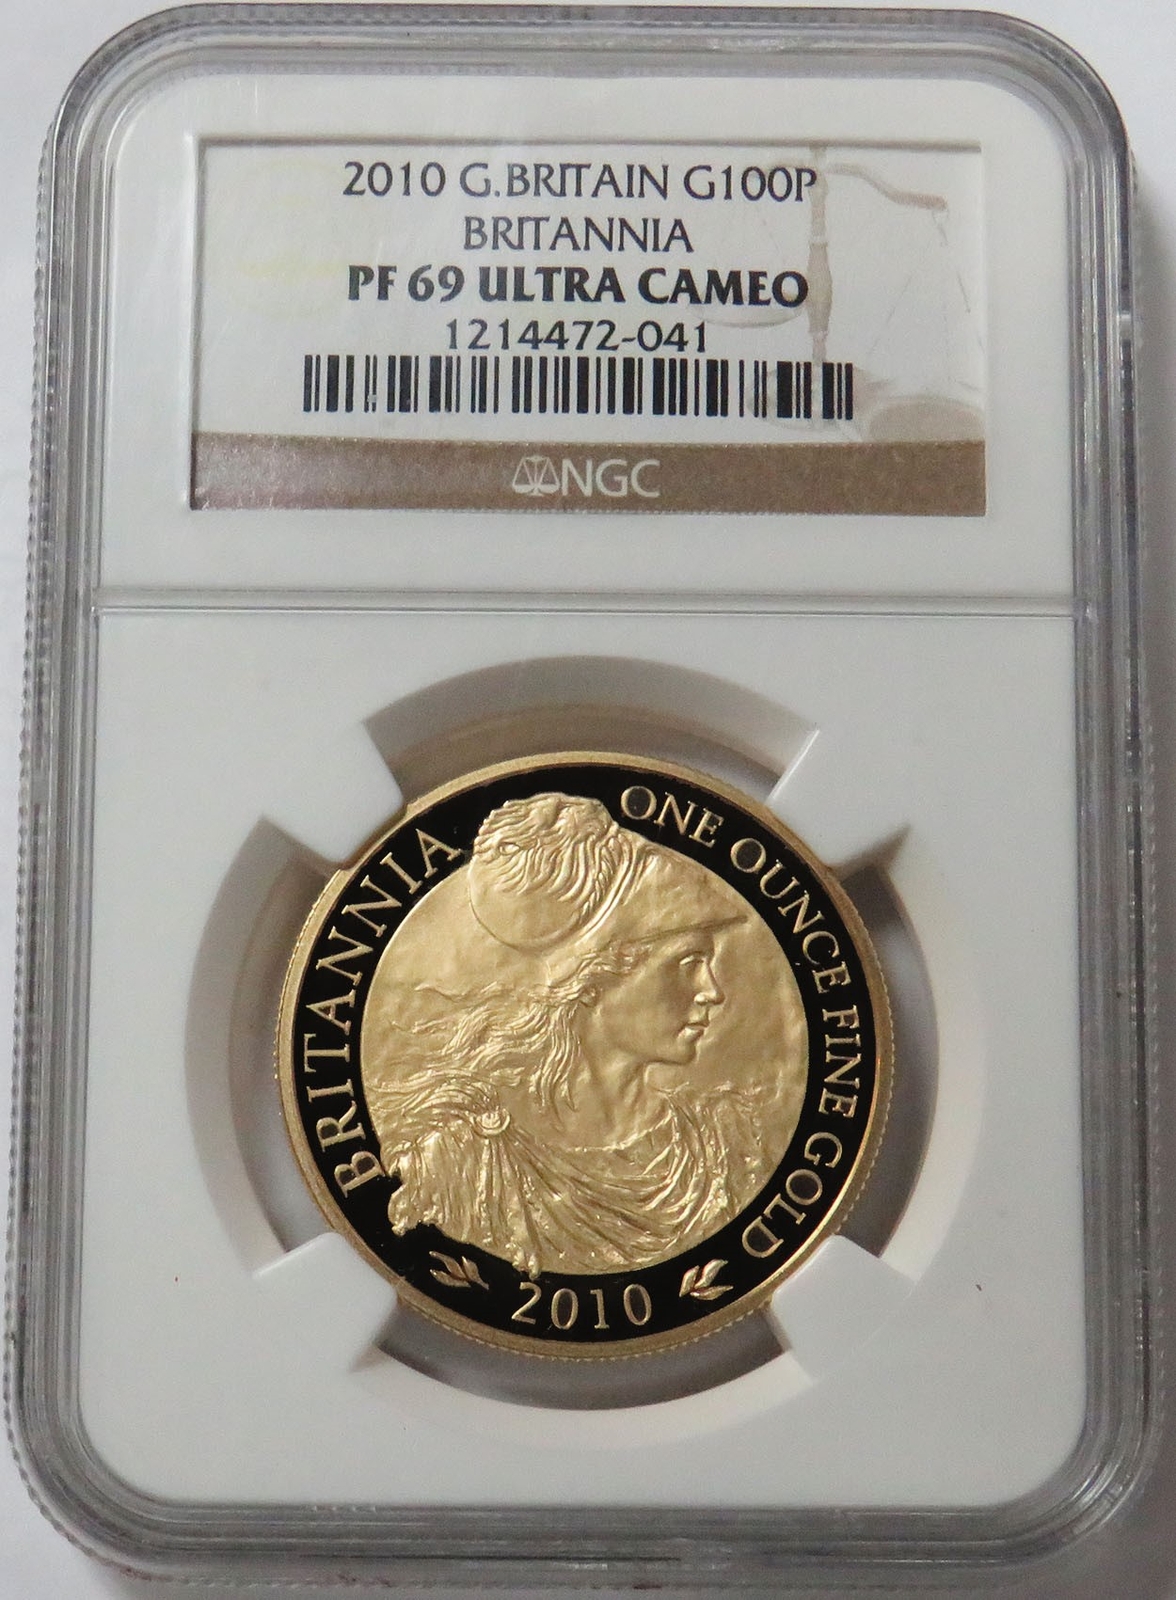 2010 G.BRITAIN G100P
BRITANNIA
PF 69 ULTRA CAMEO
1214472-041
NGC
BRITANNIA
ONE OUNCE FINE GOLD
2010